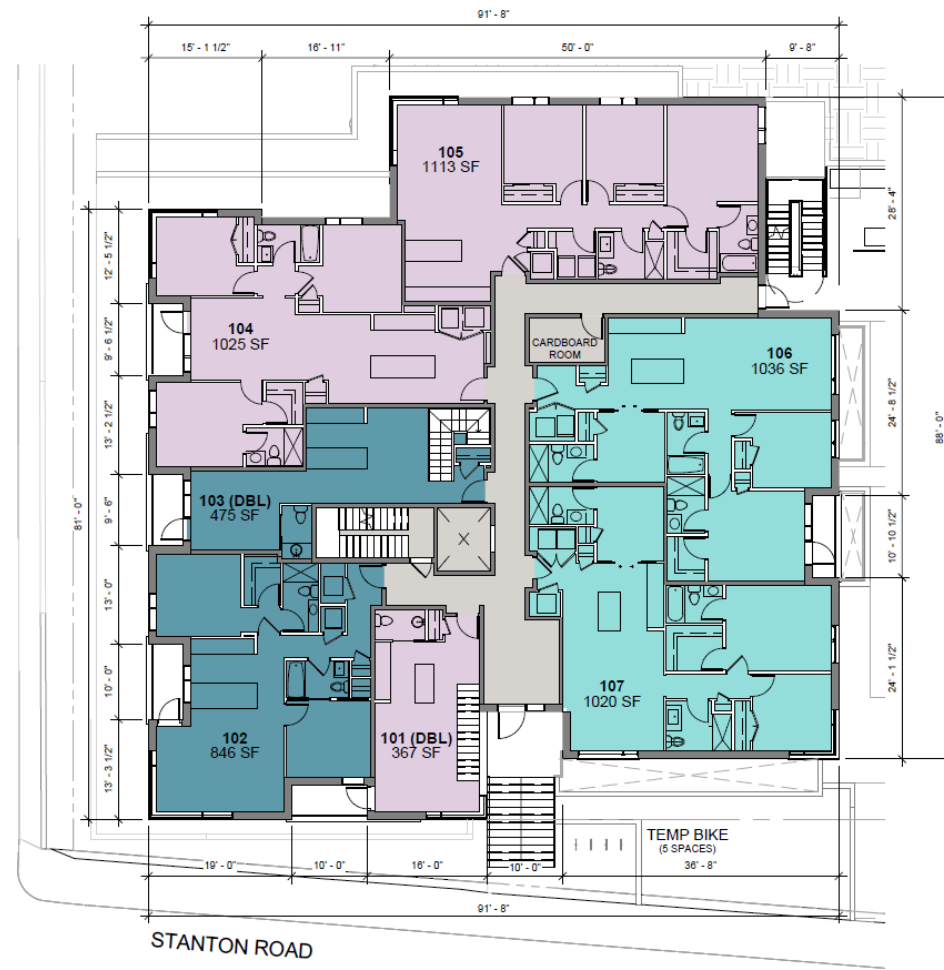 91' - 8"
15' - 1 1/2"
16' - 11"
50' - 0"
9' - 8"
105
1113 SF
28' - 4"
12' - 5 1/2"
104
1025 SF
9' - 6 1/2"
CARDBOARD
ROOM
106
1036 SF
24' - 8 1/2"
88' - 0"
13' - 2 1/2"
81' - 0"
103 (DBL)
475 SF
9' - 6"
10' - 10 1/2"
13' - 0"
10' - 0"
107
1020 SF
24' - 1 1/2"
102
846 SF
101 (DBL)
367 SF
13' - 3 1/2"
TEMP BIKE
(5 SPACES)
19' - 0"
10' - 0"
16' - 0"
10' - 0"
36' - 8"
91' - 8"
STANTON ROAD